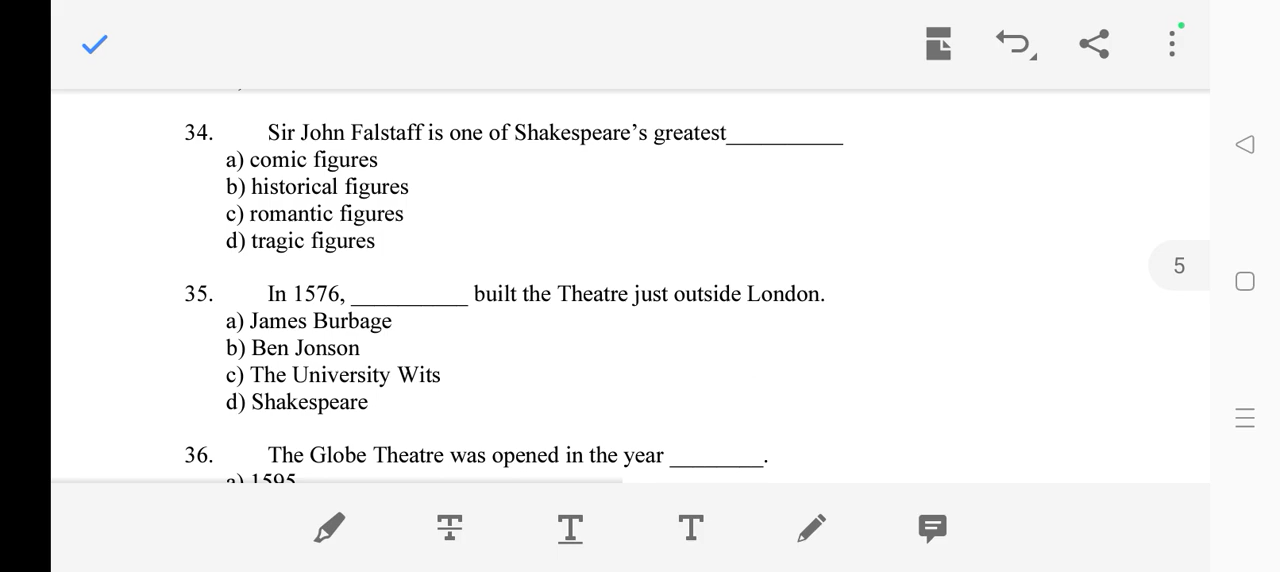 34. Sir John Falstaff is one of Shakespeare’s greatest__________
a) comic figures
b) historical figures
c) romantic figures
d) tragic figures
35. In 1576, __________ built the Theatre just outside London.
a) James Burbage
b) Ben Jonson
c) The University Wits
d) Shakespeare
36. The Globe Theatre was opened in the year ________.
a) 1595
5